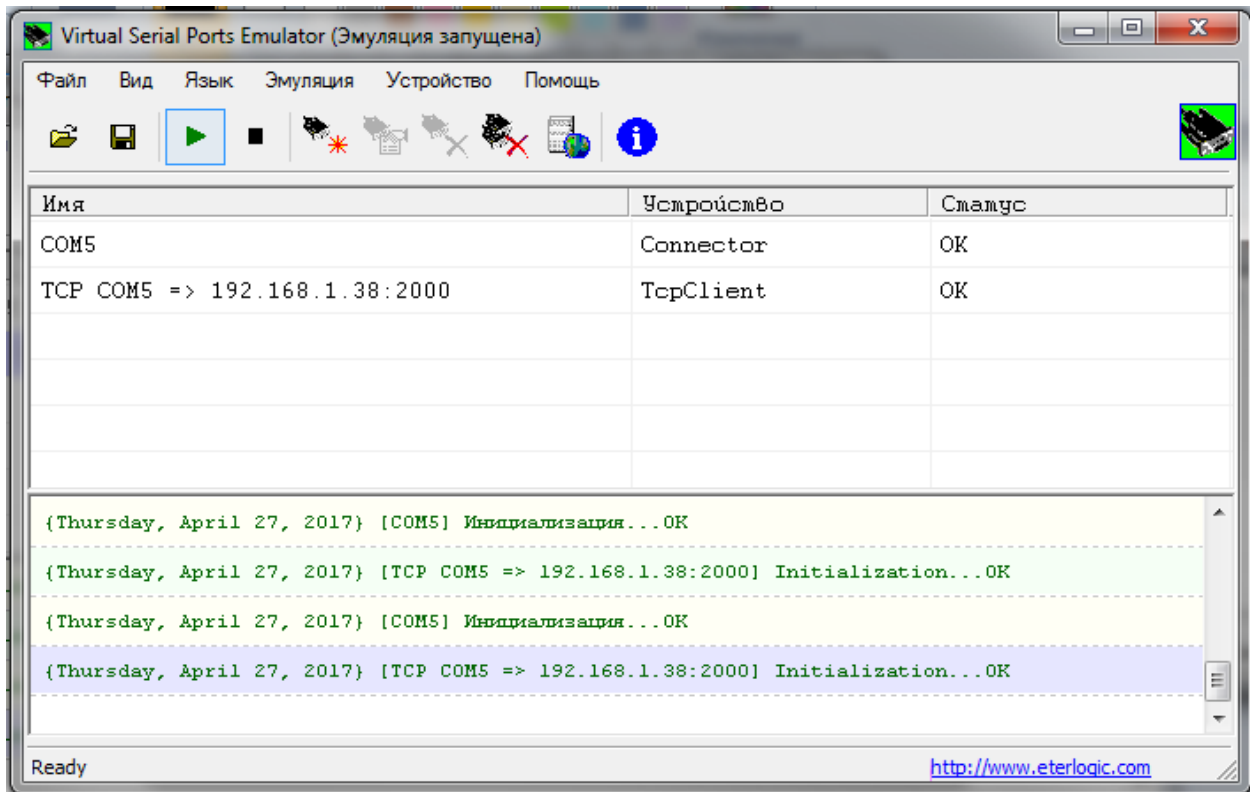 Virtual Serial Ports Emulator (Эмуляция запущена)
Файл Вид Язык Эмуляция Устройство Помощь
Имя Устройство Статус
COM5 Connector OK
TCP COM5 => 192.168.1.38:2000 TcpClient OK
{Thursday, April 27, 2017} [COM5] Инициализация...OK
{Thursday, April 27, 2017} [TCP COM5 => 192.168.1.38:2000] Initialization...OK
{Thursday, April 27, 2017} [COM5] Инициализация...OK
{Thursday, April 27, 2017} [TCP COM5 => 192.168.1.38:2000] Initialization...OK
Ready http://www.eterlogic.com